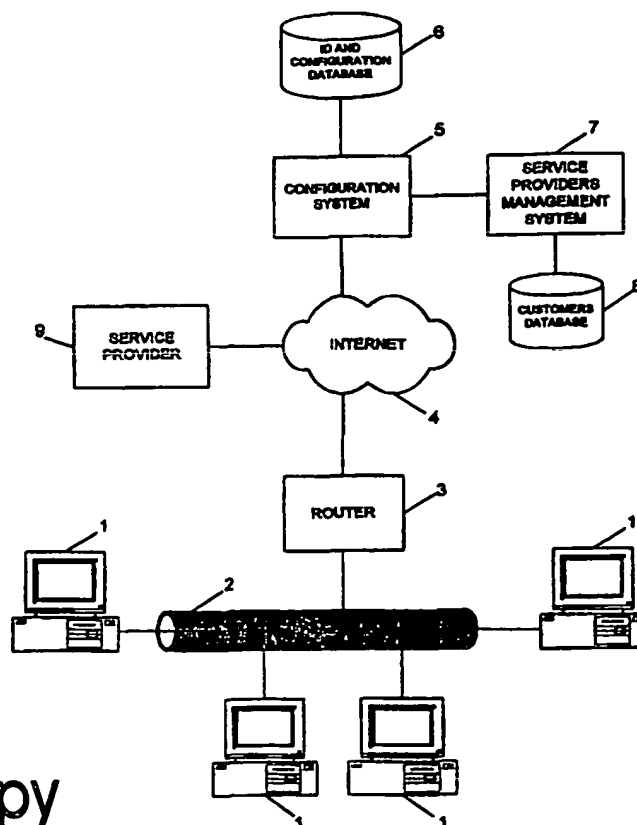 6
ID AND
CONFIGURATION
DATABASE
5
7
CONFIGURATION
SYSTEM
SERVICE
PROVIDERS
MANAGEMENT
SYSTEM
8
CUSTOMERS
DATABASE
9
SERVICE
PROVIDER
INTERNET
4
ROUTER
3
1
2
1
1
1
py